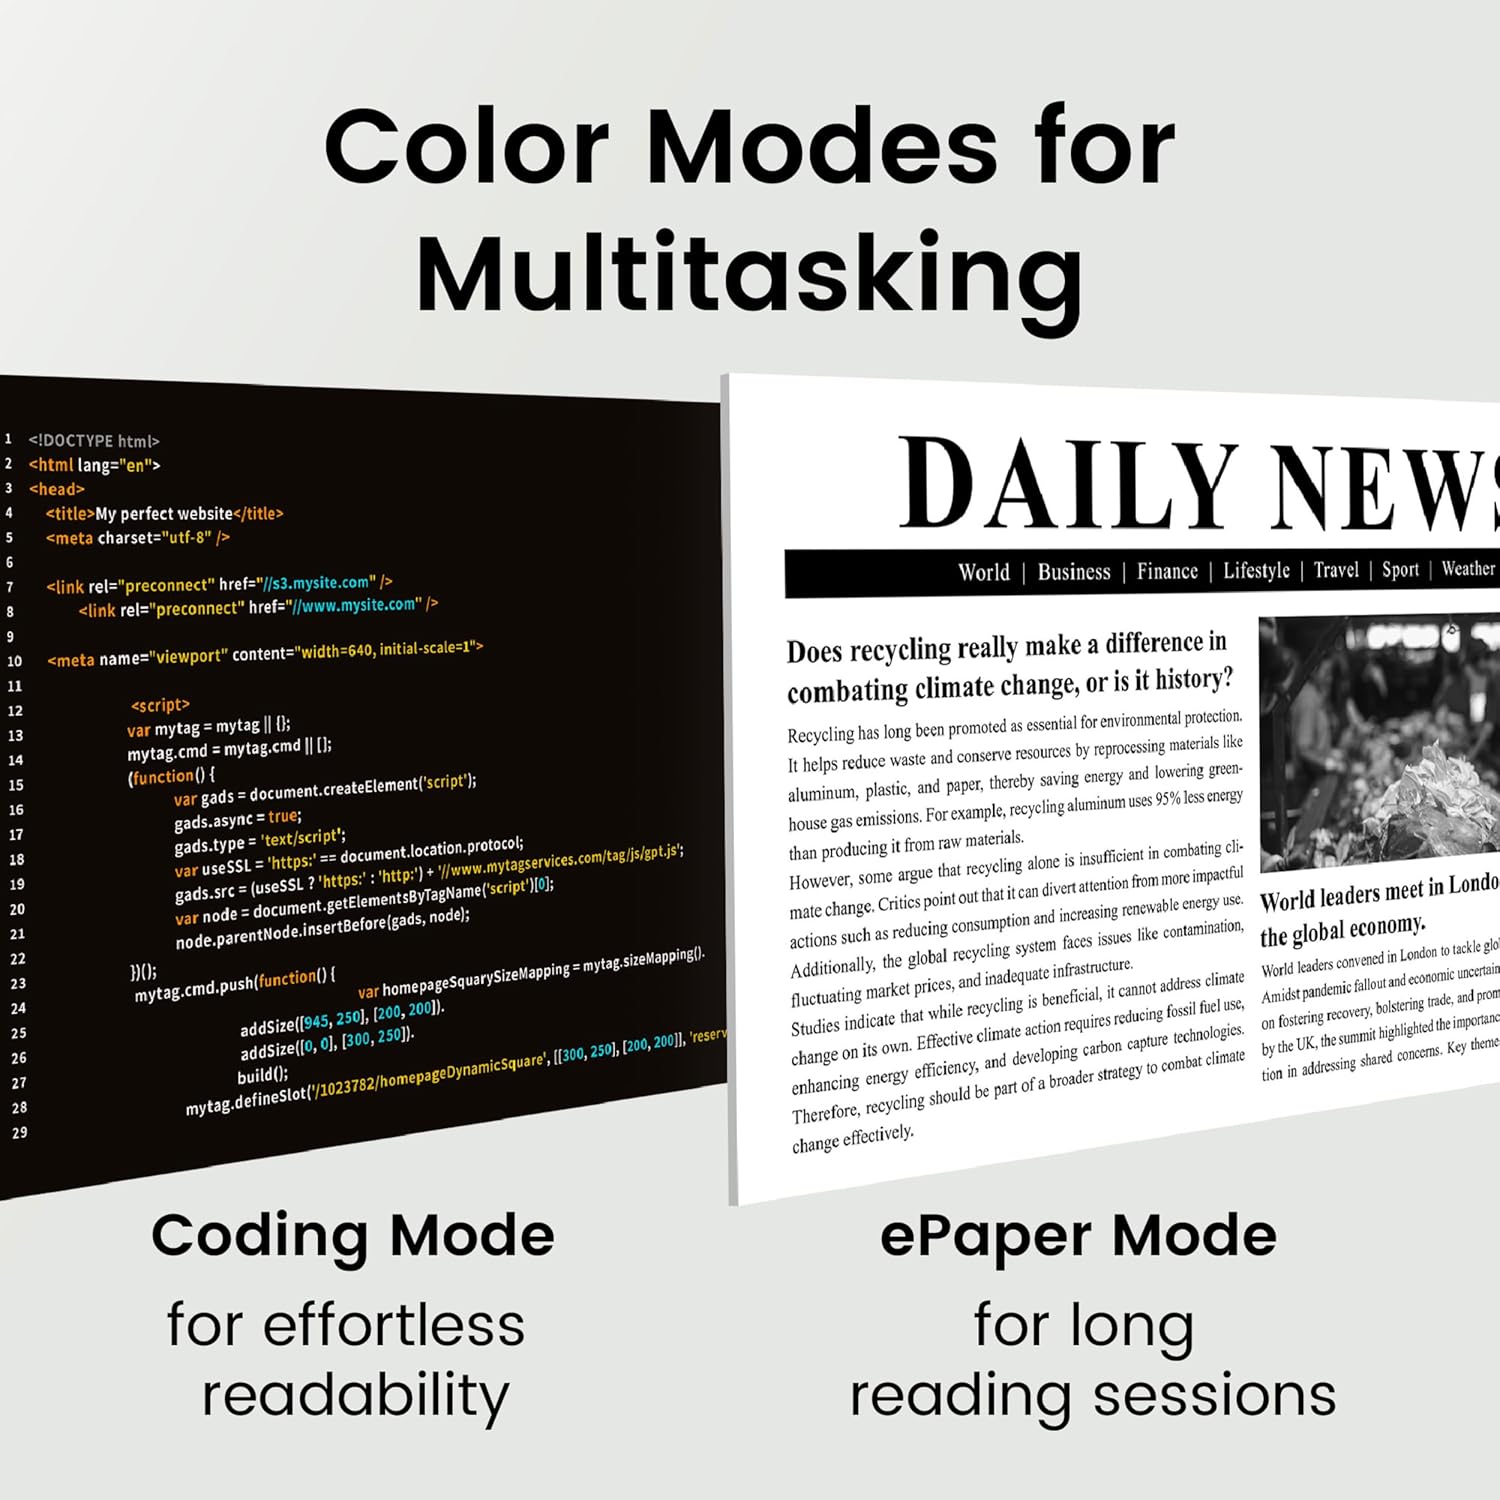 Color Modes for
Multitasking
1 <!DOCTYPE html>
2 <html lang="en">
3 <head>
4 <title>My perfect website</title>
5 <meta charset="utf-8" />
6
7 <link rel="preconnect" href="//s3.mysite.com" />
8 <link rel="preconnect" href="//www.mysite.com" />
9
10 <meta name="viewport" content="width=640, initial-scale=1">
11
12 <script>
13 var mytag = mytag || {};
14 mytag.cmd = mytag.cmd || [];
15 (function() {
16 var gads = document.createElement('script');
17 gads.async = true;
18 gads.type = 'text/script';
19 var useSSL = 'https:' == document.location.protocol;
20 gads.src = (useSSL ? 'https:' : 'http:') + '//www.mytagservices.com/tag/js/gpt.js';
21 var node = document.getElementsByTagName('script')[0];
22 node.parentNode.insertBefore(gads, node);
23 })();
24 mytag.cmd.push(function() {
25 var homepageSquarySizeMapping = mytag.sizeMapping().
26 addSize([945, 250], [200, 200]).
27 addSize([0, 0], [300, 250]).
28 build();
29 mytag.defineSlot('/1023782/homepageDynamicSquare', [[300, 250], [200, 200]], 'reserv
DAILY NEWS
World | Business | Finance | Lifestyle | Travel | Sport | Weather
Does recycling really make a difference in
combating climate change, or is it history?
Recycling has long been promoted as essential for environmental protection.
It helps reduce waste and conserve resources by reprocessing materials like
aluminum, plastic, and paper, thereby saving energy and lowering green-
house gas emissions. For example, recycling aluminum uses 95% less energy
than producing it from raw materials.
However, some argue that recycling alone is insufficient in combating cli-
mate change. Critics point out that it can divert attention from more impactful
actions such as reducing consumption and increasing renewable energy use.
Additionally, the global recycling system faces issues like contamination,
fluctuating market prices, and inadequate infrastructure.
Studies indicate that while recycling is beneficial, it cannot address climate
change on its own. Effective climate action requires reducing fossil fuel use,
enhancing energy efficiency, and developing carbon capture technologies.
Therefore, recycling should be part of a broader strategy to combat climate
change effectively.
World leaders meet in Londo
the global economy.
World leaders convened in London to tackle glo
Amidst pandemic fallout and economic uncertain
on fostering recovery, bolstering trade, and prom
by the UK, the summit highlighted the importanc
tion in addressing shared concerns. Key theme
Coding Mode
for effortless
readability
ePaper Mode
for long
reading sessions